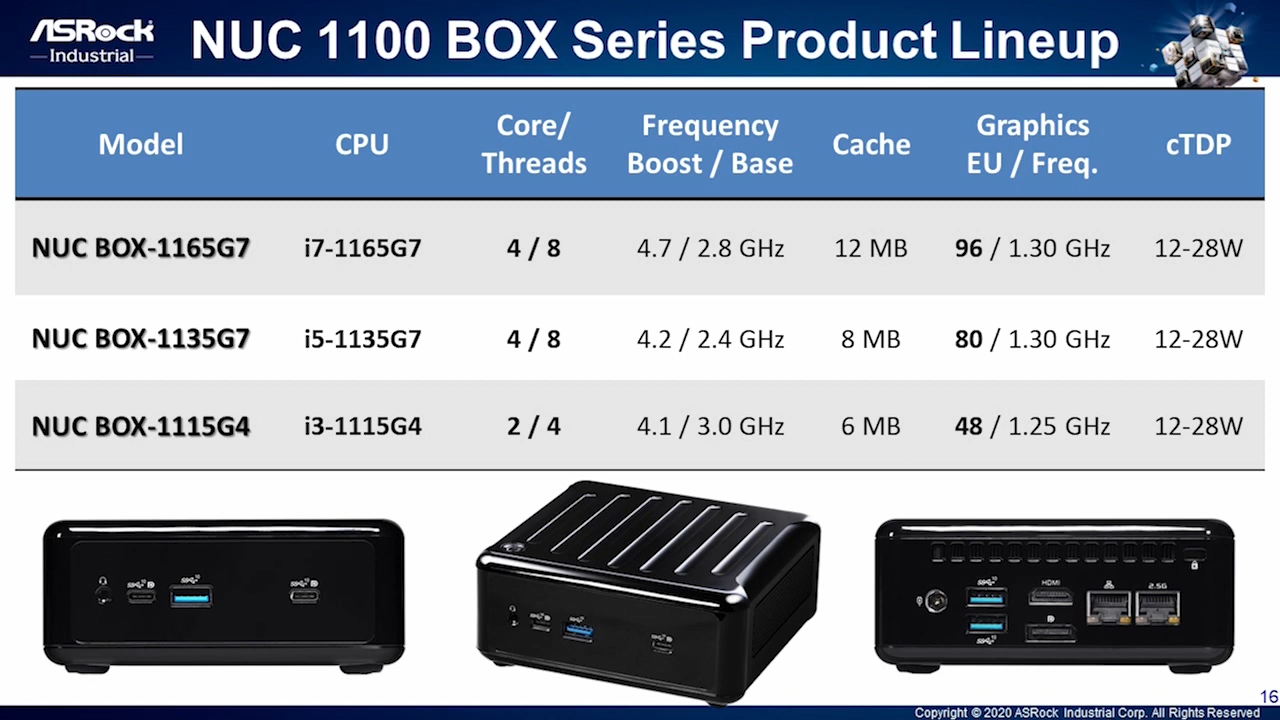 ASRock
Industrial
NUC 1100 BOX Series Product Lineup
Model CPU Core/ Threads Frequency Boost / Base Cache Graphics EU / Freq. cTDP
NUC BOX-1165G7 i7-1165G7 4 / 8 4.7 / 2.8 GHz 12 MB 96 / 1.30 GHz 12-28W
NUC BOX-1135G7 i5-1135G7 4 / 8 4.2 / 2.4 GHz 8 MB 80 / 1.30 GHz 12-28W
NUC BOX-1115G4 i3-1115G4 2 / 4 4.1 / 3.0 GHz 6 MB 48 / 1.25 GHz 12-28W
HDMI
2.5G
16
Copyright © 2020 ASRock Industrial Corp. All Rights Reserved